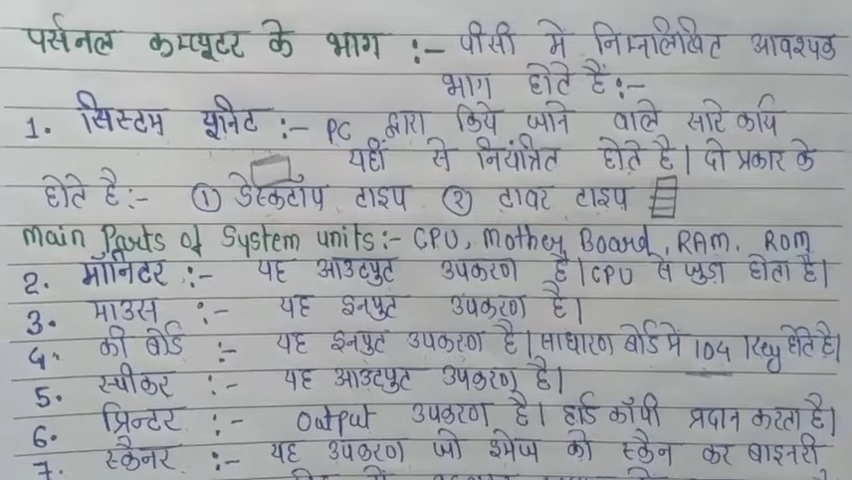 पर्सनल कम्प्यूटर के भाग :- पीसी में निम्नलिखित आवश्यक
भाग होते हैं:-
1. सिस्टम यूनिट :- PC द्वारा किये जाने वाले सारे कार्य
यहीं से नियंत्रित होते है। दो प्रकार के
होते है:- ① डेस्कटॉप टाइप ② टावर टाइप
Main Parts of System units:- CPU, Mother Board, RAM, ROM
2. मॉनिटर :- यह आउटपुट उपकरण है। CPU से जुड़ा होता है।
3. माउस :- यह इनपुट उपकरण है।
4. की बोर्ड :- यह इनपुट उपकरण है। साधारण बोर्ड में 104 Key होते है।
5. स्पीकर :- यह आउटपुट उपकरण है।
6. प्रिन्टर :- Output उपकरण है। हार्ड कॉपी प्रदान करता है।
7. स्कैनर :- यह उपकरण जो इमेज को स्कैन कर बाइनरी